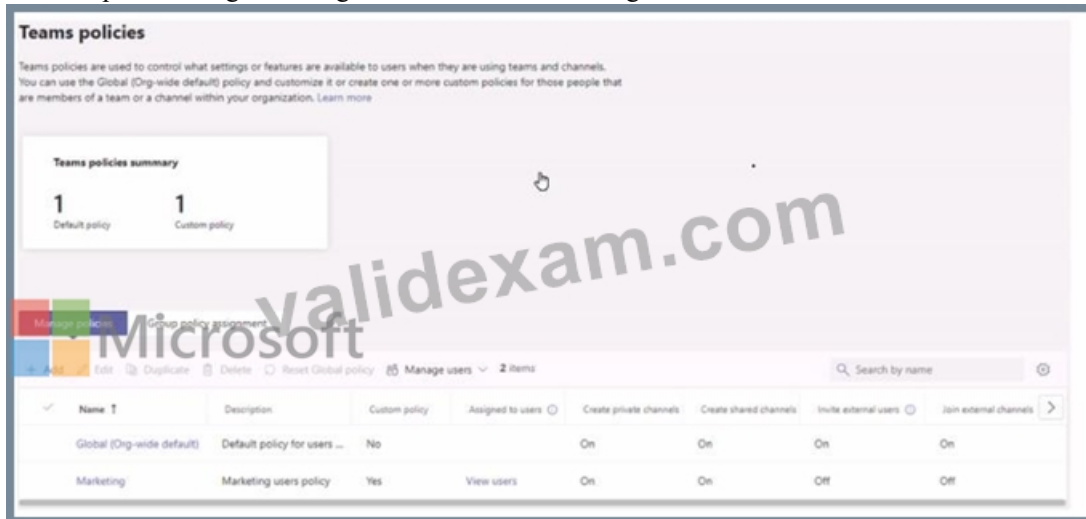 Teams policies
Teams policies are used to control what settings or features are available to users when they are using teams and channels.
You can use the Global (Org-wide default) policy and customize it or create one or more custom policies for those people that
are members of a team or a channel within your organization. Learn more
Teams policies summary
1 1
Default policy Custom policy
validexam.com
Microsoft
Manage policies Group policy assignment
+ Add Edit Duplicate Delete Reset Global policy Manage users 2 items Search by name
Name ↑ Description Custom policy Assigned to users Create private channels Create shared channels Invite external users Join external channels
Global (Org-wide default) Default policy for users ... No On On On On
Marketing Marketing users policy Yes View users On On Off Off